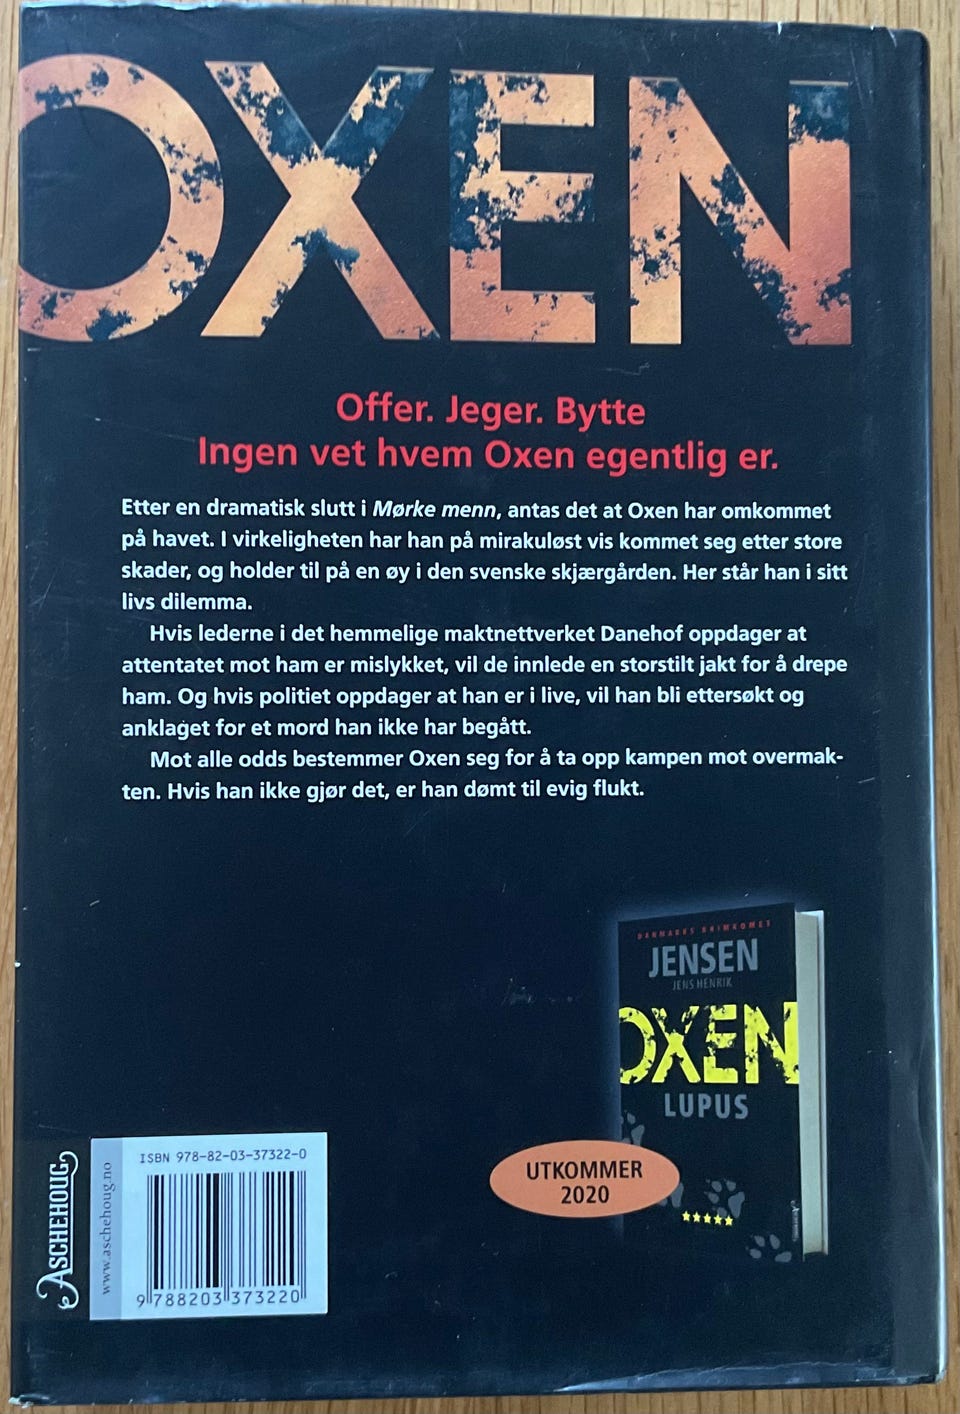 OXEN
Offer. Jeger. Bytte
Ingen vet hvem Oxen egentlig er.
Etter en dramatisk slutt i Mørke menn, antas det at Oxen har omkommet
på havet. I virkeligheten har han på mirakuløst vis kommet seg etter store
skader, og holder til på en øy i den svenske skjærgården. Her står han i sitt
livs dilemma.
Hvis lederne i det hemmelige maktnettverket Danehof oppdager at
attentatet mot ham er mislykket, vil de innlede en storstilt jakt for å drepe
ham. Og hvis politiet oppdager at han er i live, vil han bli ettersøkt og
anklaget for et mord han ikke har begått.
Mot alle odds bestemmer Oxen seg for å ta opp kampen mot overmak-
ten. Hvis han ikke gjør det, er han dømt til evig flukt.
DANMARKS KRIMKOMET
JENSEN
JENS HENRIK
OXEN
LUPUS
UTKOMMER
2020
ASCHEHOUG
www.aschehoug.no
ISBN 978-82-03-37322-0
9 788203 373220